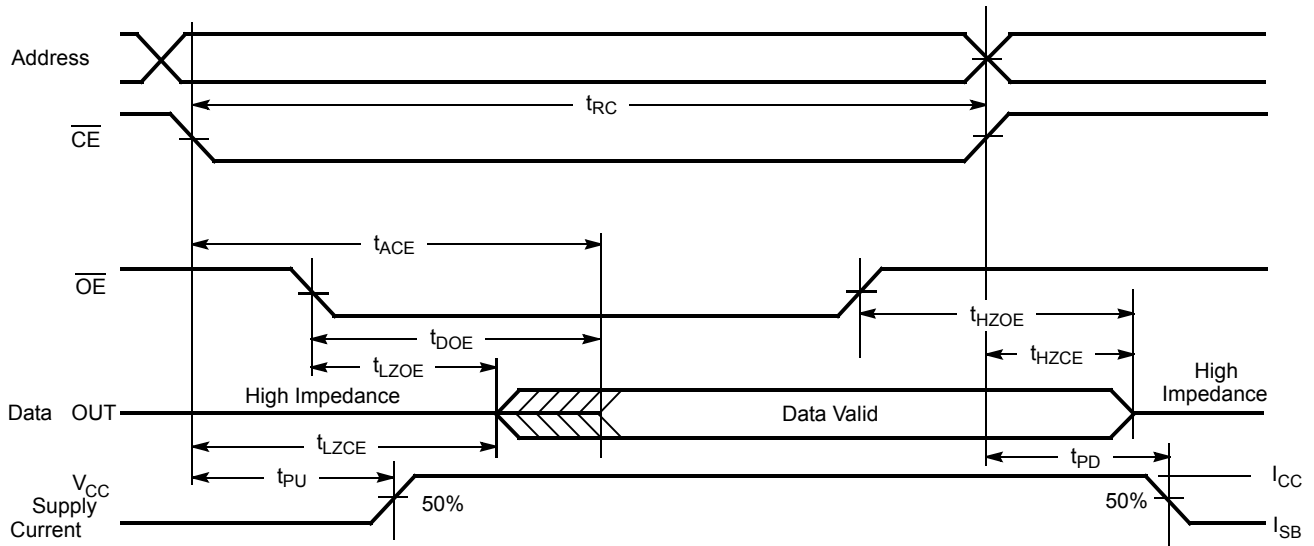 Address
tRC
CE
tACE
OE
tHZOE
tDOE
tHZCE
tLZOE
High
Impedance
High Impedance
Data OUT
Data Valid
tLZCE
tPD
tPU
VCC
Supply
Current
50%
50%
ICC
ISB